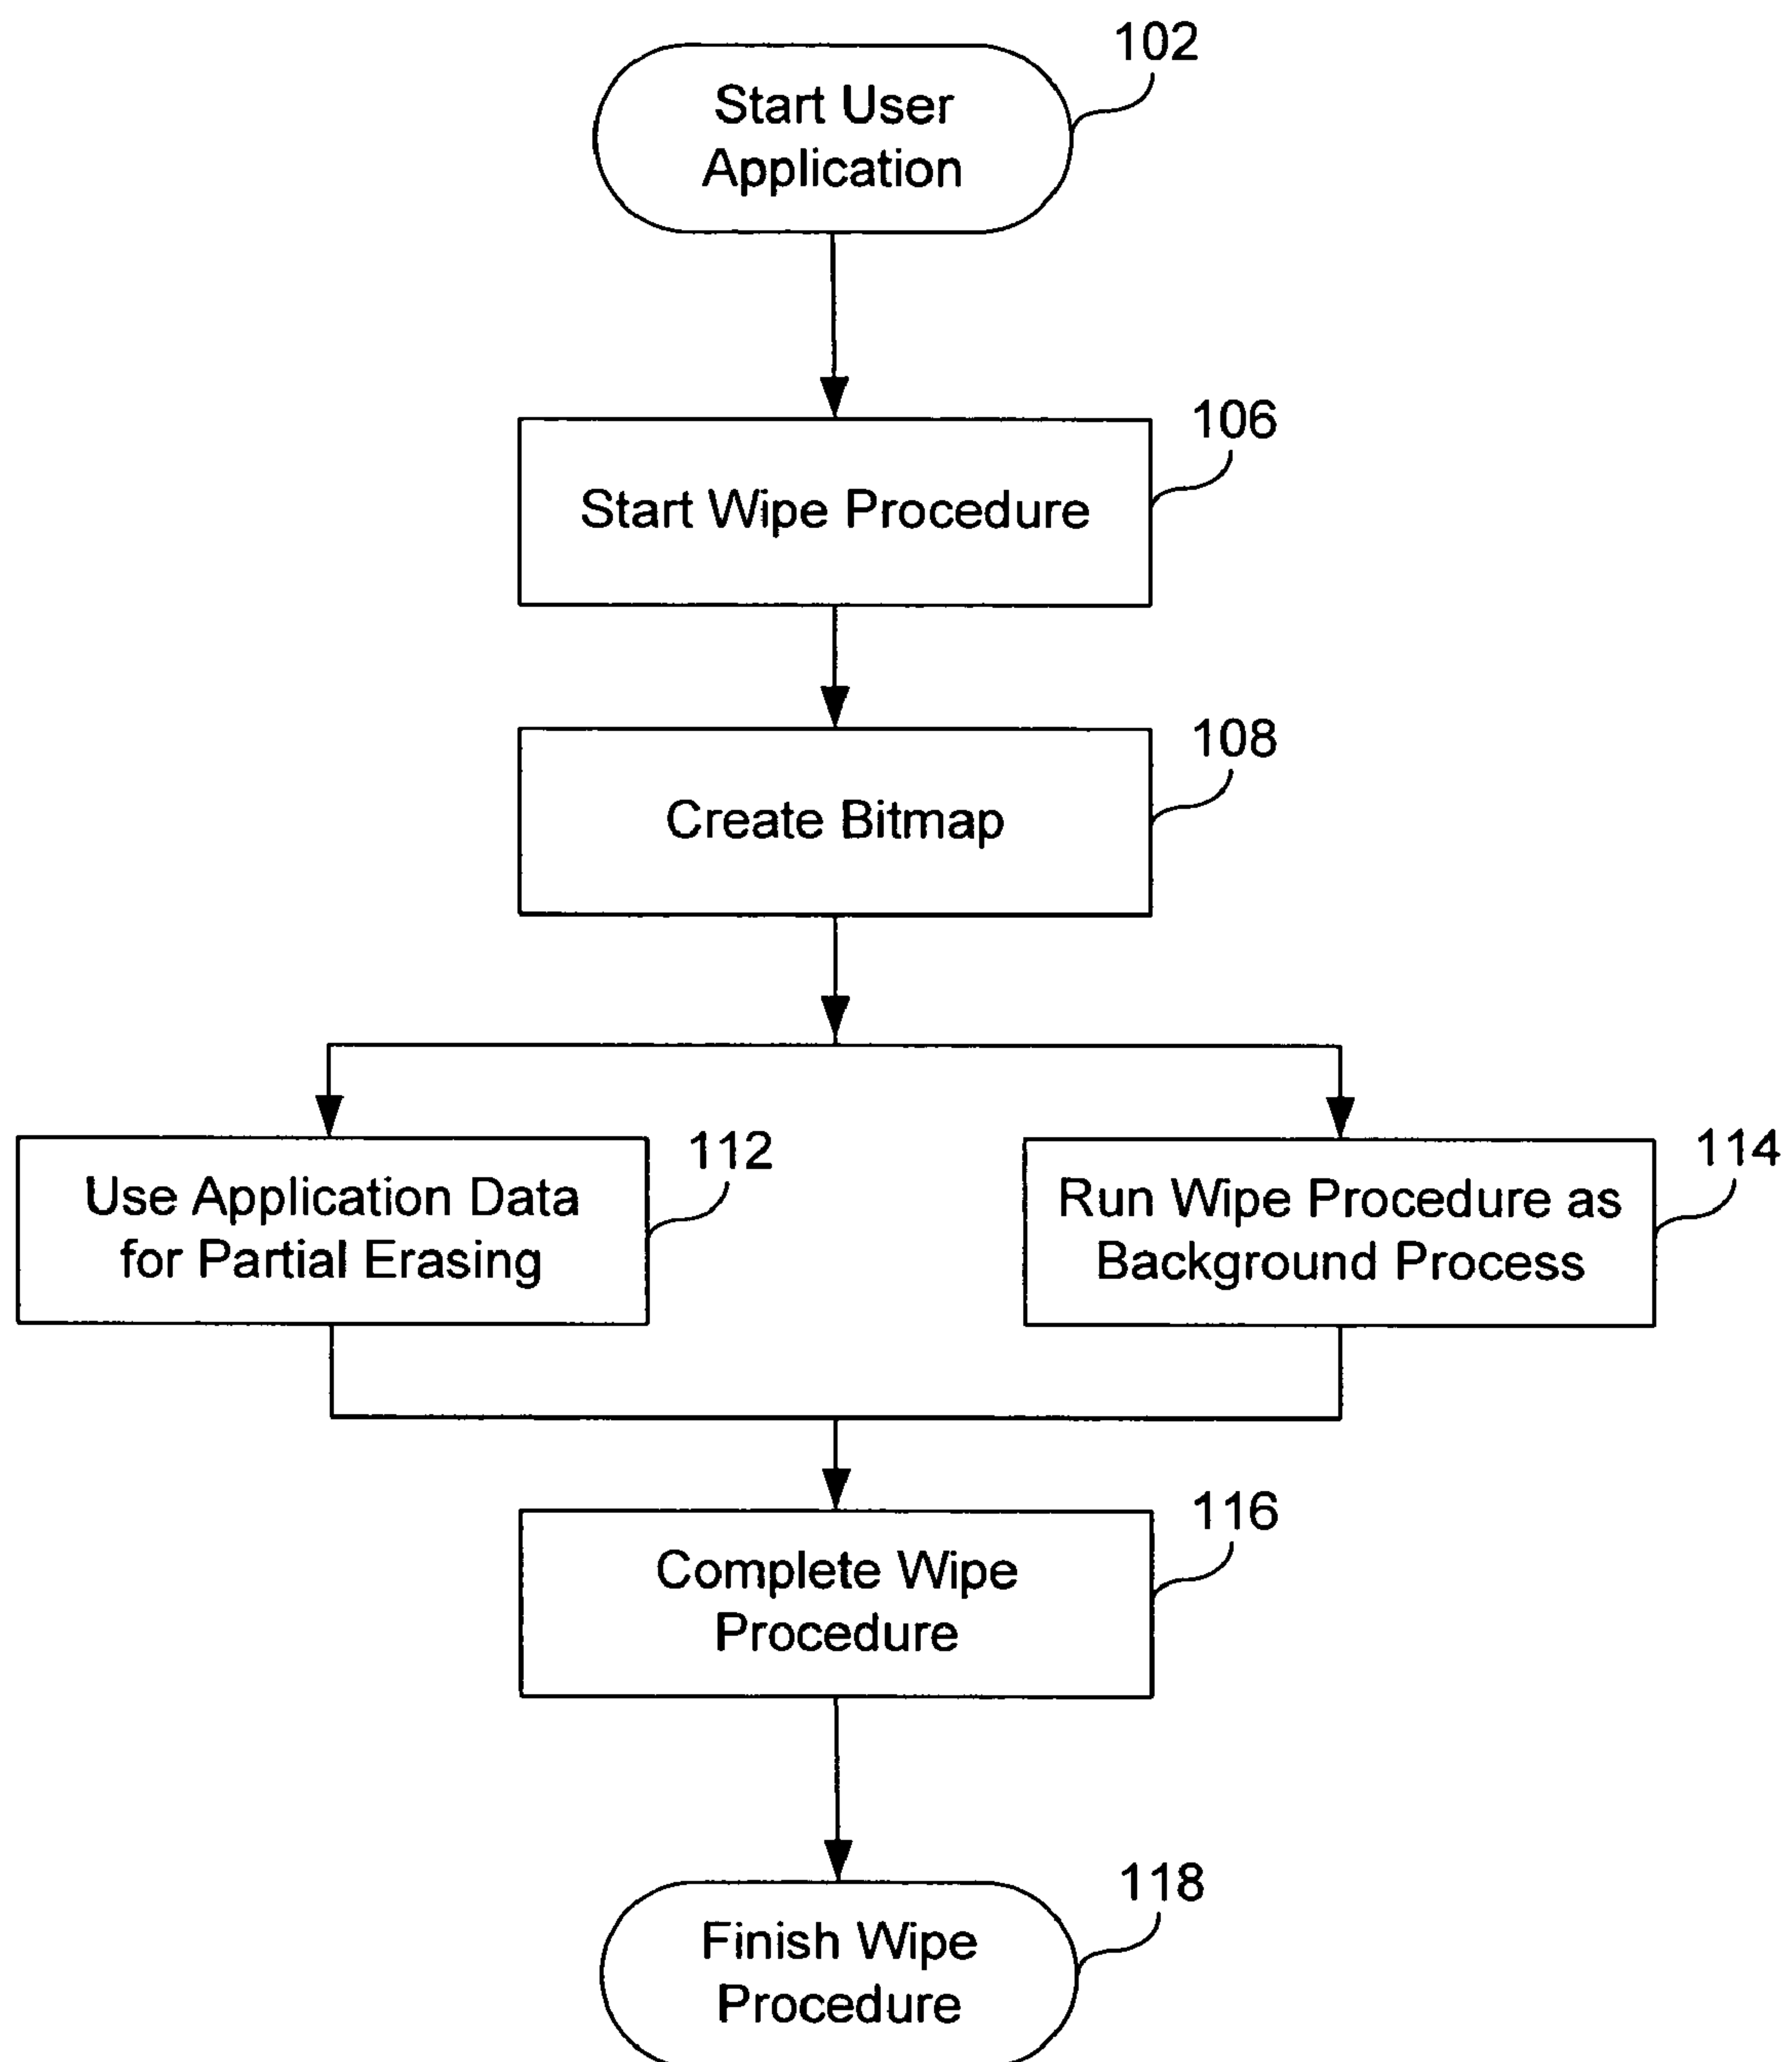 102
Start User
Application
106
Start Wipe Procedure
108
Create Bitmap
112
Use Application Data
for Partial Erasing
114
Run Wipe Procedure as
Background Process
116
Complete Wipe
Procedure
118
Finish Wipe
Procedure